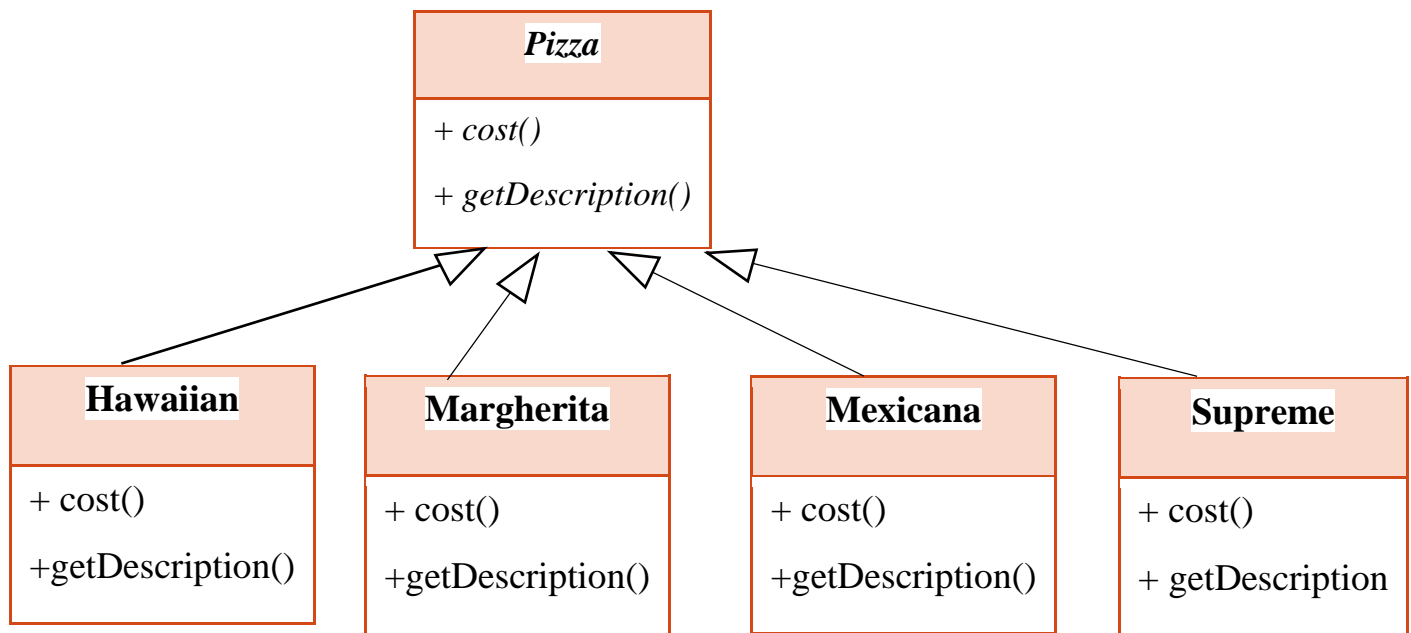 Pizza
+ cost()
+ getDescription()
Hawaiian
+ cost()
+getDescription()
Margherita
+ cost()
+getDescription()
Mexicana
+ cost()
+getDescription()
Supreme
+ cost()
+ getDescription